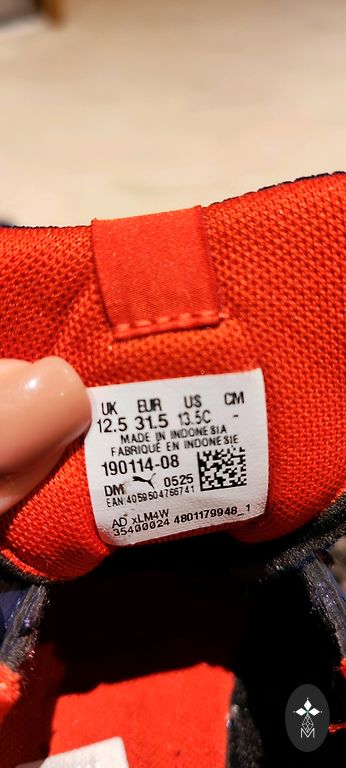 UK EUR US CM
12.5 31.5 13.5C -
MADE IN INDONESIA
FABRIQUÉ EN INDONESIE
190114-08
DM 0525
EAN:4059504766741
AD xLM4W
35400024 4801179948_1
M